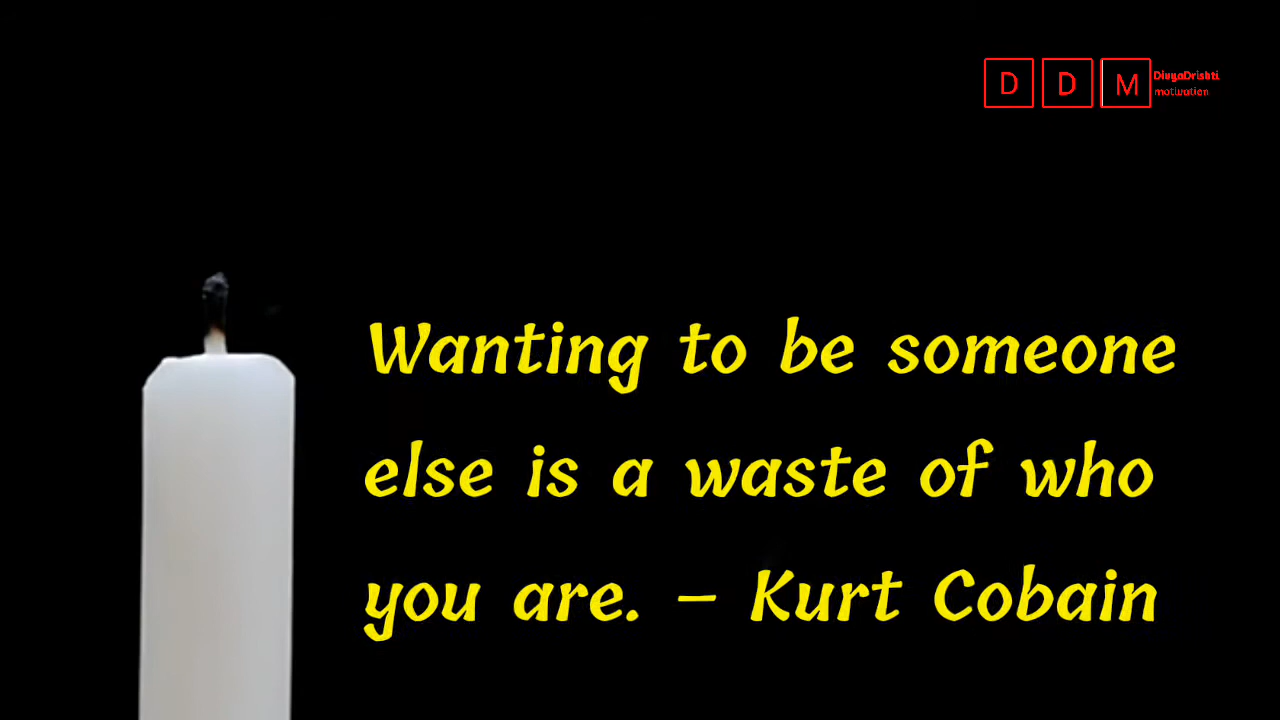 D D M DivyaDrishti
motivation
Wanting to be someone
else is a waste of who
you are. – Kurt Cobain